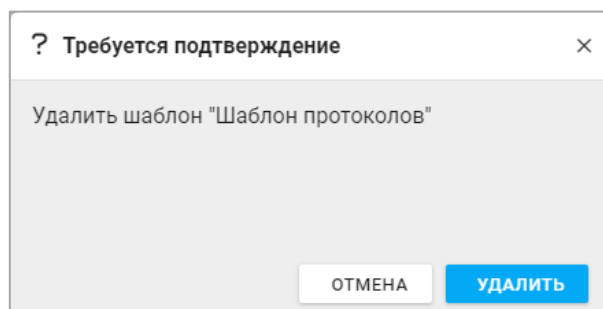 ? Требуется подтверждение
Удалить шаблон "Шаблон протоколов"
ОТМЕНА
УДАЛИТЬ